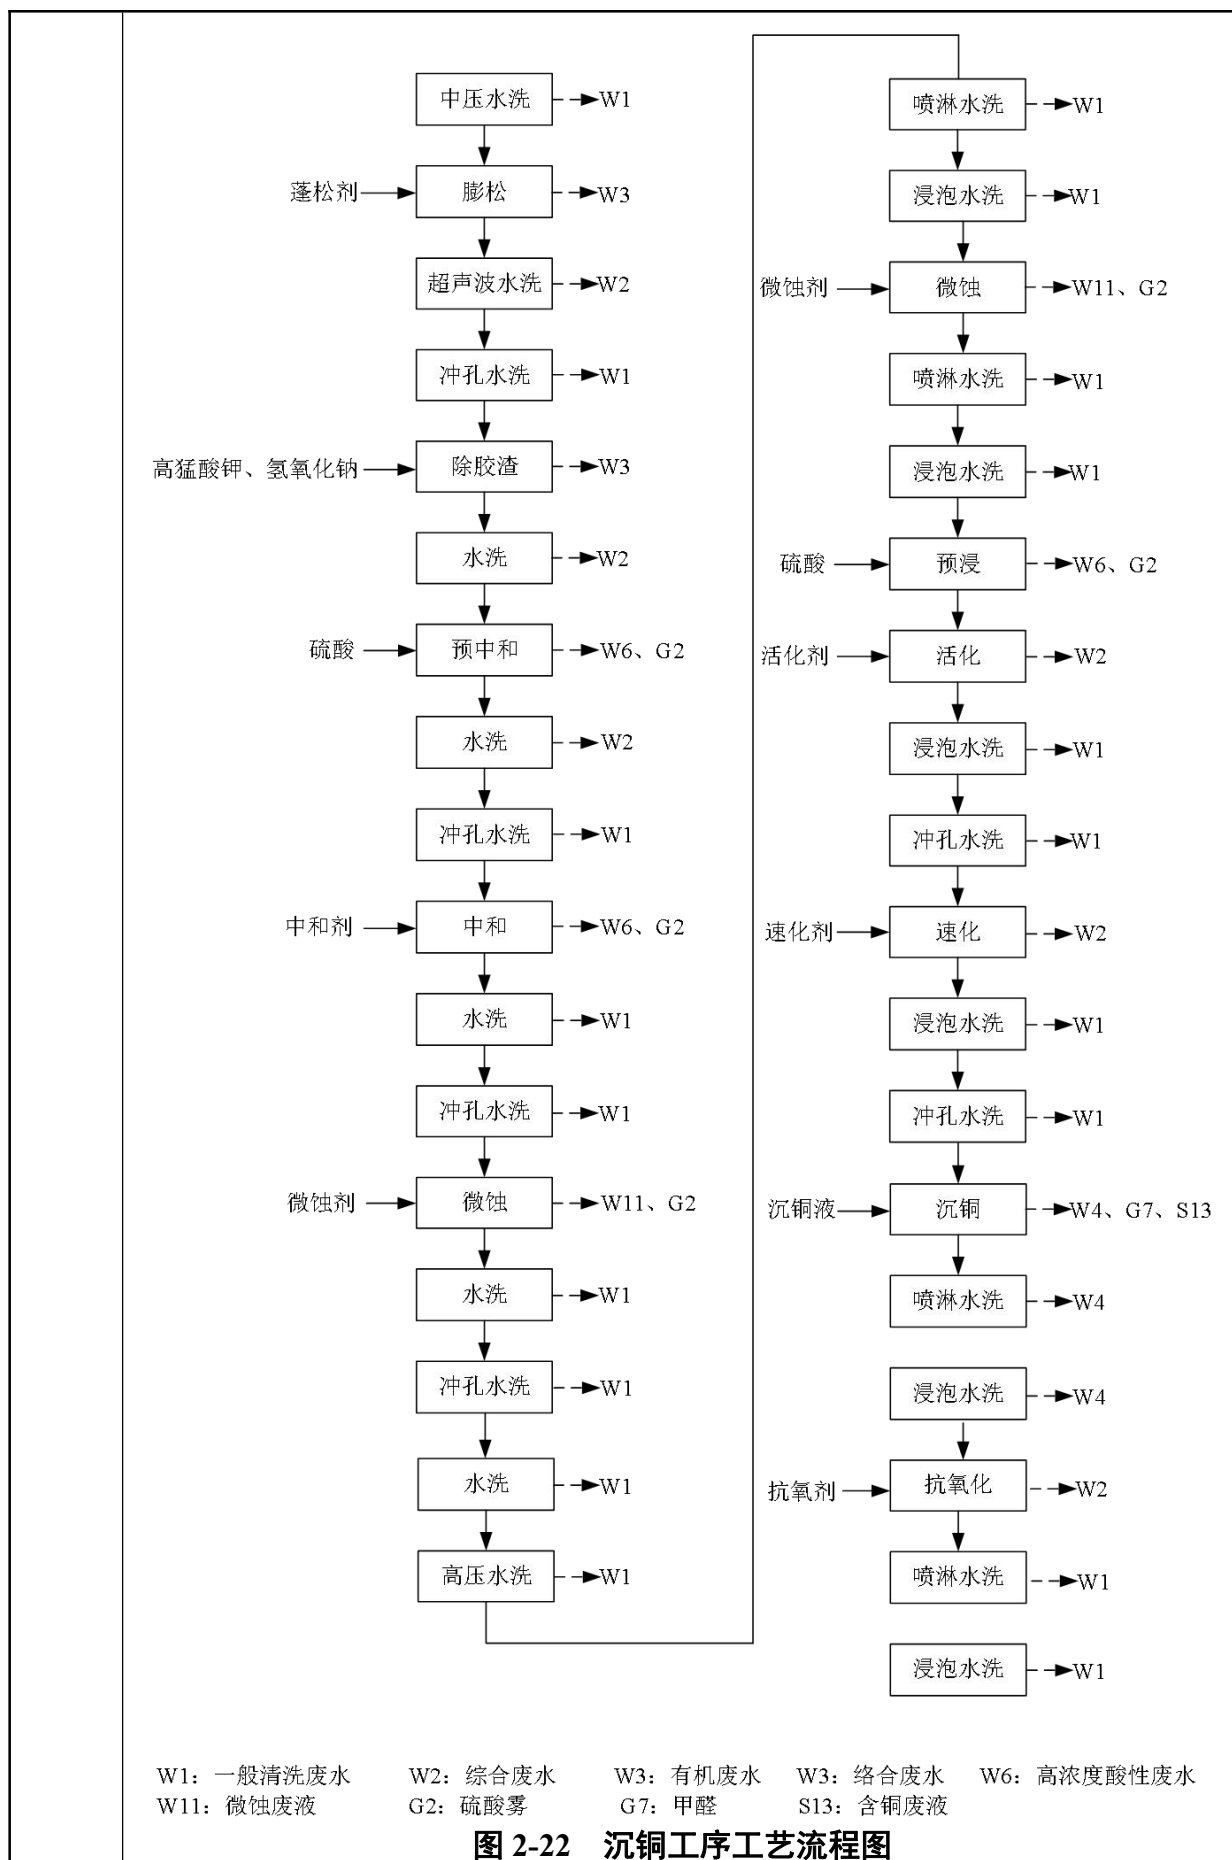 中压水洗 W1
蓬松剂 膨松 W3
超声波水洗 W2
冲孔水洗 W1
高猛酸钾、氢氧化钠 除胶渣 W3
水洗 W2
硫酸 预中和 W6、G2
水洗 W2
冲孔水洗 W1
中和剂 中和 W6、G2
水洗 W1
冲孔水洗 W1
微蚀剂 微蚀 W11、G2
水洗 W1
冲孔水洗 W1
水洗 W1
高压水洗 W1
喷淋水洗 W1
浸泡水洗 W1
微蚀剂 微蚀 W11、G2
喷淋水洗 W1
浸泡水洗 W1
硫酸 预浸 W6、G2
活化剂 活化 W2
浸泡水洗 W1
冲孔水洗 W1
速化剂 速化 W2
浸泡水洗 W1
冲孔水洗 W1
沉铜液 沉铜 W4、G7、S13
喷淋水洗 W4
浸泡水洗 W4
抗氧剂 抗氧化 W2
喷淋水洗 W1
浸泡水洗 W1
W1：一般清洗废水 W2：综合废水 W3：有机废水 W3：络合废水 W6：高浓度酸性废水
W11：微蚀废液 G2：硫酸雾 G7：甲醛 S13：含铜废液
图 2-22 沉铜工序工艺流程图